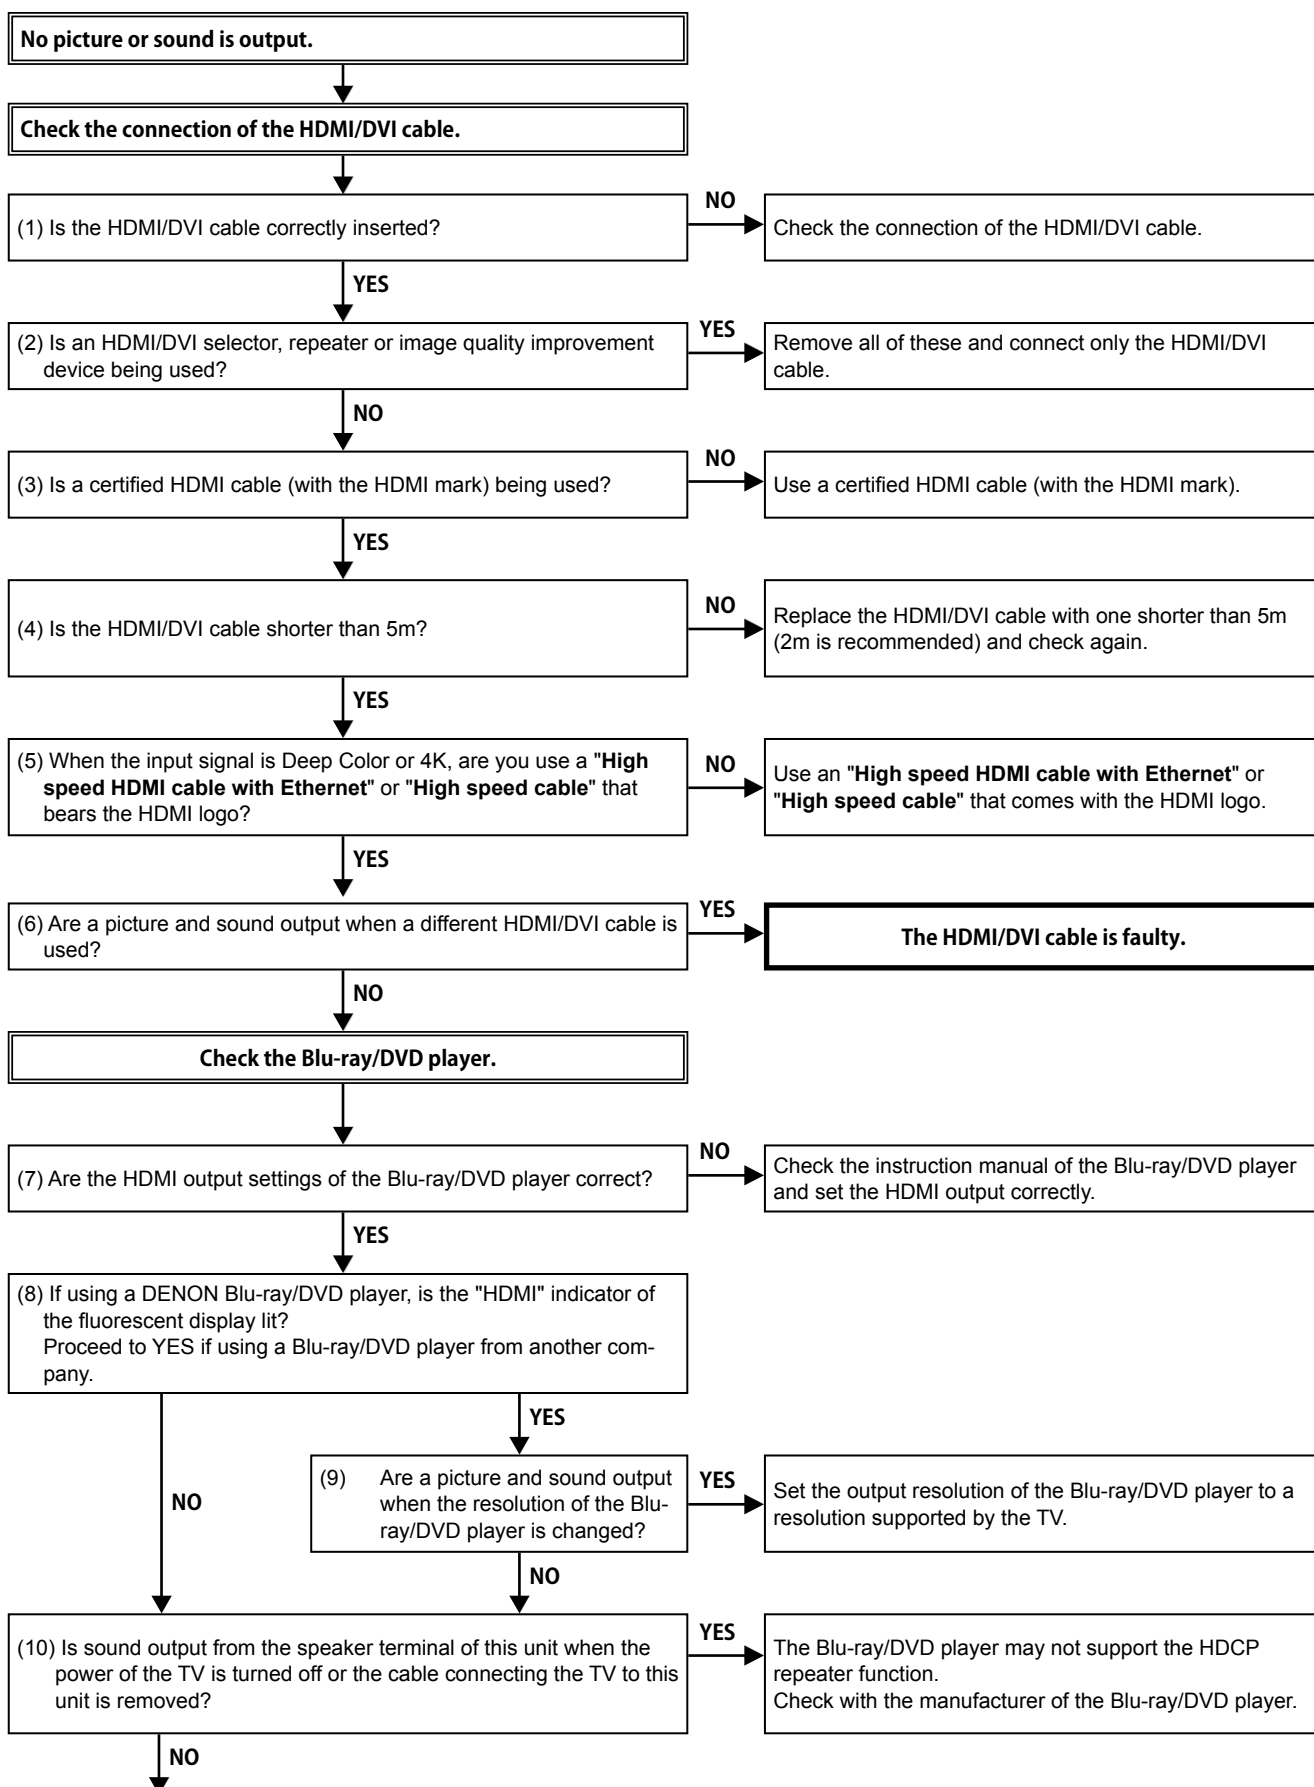 No picture or sound is output.
Check the connection of the HDMI/DVI cable.
(1) Is the HDMI/DVI cable correctly inserted?
NO
Check the connection of the HDMI/DVI cable.
YES
(2) Is an HDMI/DVI selector, repeater or image quality improvement
device being used?
YES
Remove all of these and connect only the HDMI/DVI
cable.
NO
(3) Is a certified HDMI cable (with the HDMI mark) being used?
NO
Use a certified HDMI cable (with the HDMI mark).
YES
(4) Is the HDMI/DVI cable shorter than 5m?
NO
Replace the HDMI/DVI cable with one shorter than 5m
(2m is recommended) and check again.
YES
(5) When the input signal is Deep Color or 4K, are you use a "High
speed HDMI cable with Ethernet" or "High speed cable" that
bears the HDMI logo?
NO
Use an "High speed HDMI cable with Ethernet" or
"High speed cable" that comes with the HDMI logo.
YES
(6) Are a picture and sound output when a different HDMI/DVI cable is
used?
YES
The HDMI/DVI cable is faulty.
NO
Check the Blu-ray/DVD player.
(7) Are the HDMI output settings of the Blu-ray/DVD player correct?
NO
Check the instruction manual of the Blu-ray/DVD player
and set the HDMI output correctly.
YES
(8) If using a DENON Blu-ray/DVD player, is the "HDMI" indicator of
the fluorescent display lit?
Proceed to YES if using a Blu-ray/DVD player from another com-
pany.
YES
NO
(9) Are a picture and sound output
when the resolution of the Blu-
ray/DVD player is changed?
YES
Set the output resolution of the Blu-ray/DVD player to a
resolution supported by the TV.
NO
(10) Is sound output from the speaker terminal of this unit when the
power of the TV is turned off or the cable connecting the TV to this
unit is removed?
YES
The Blu-ray/DVD player may not support the HDCP
repeater function.
Check with the manufacturer of the Blu-ray/DVD player.
NO